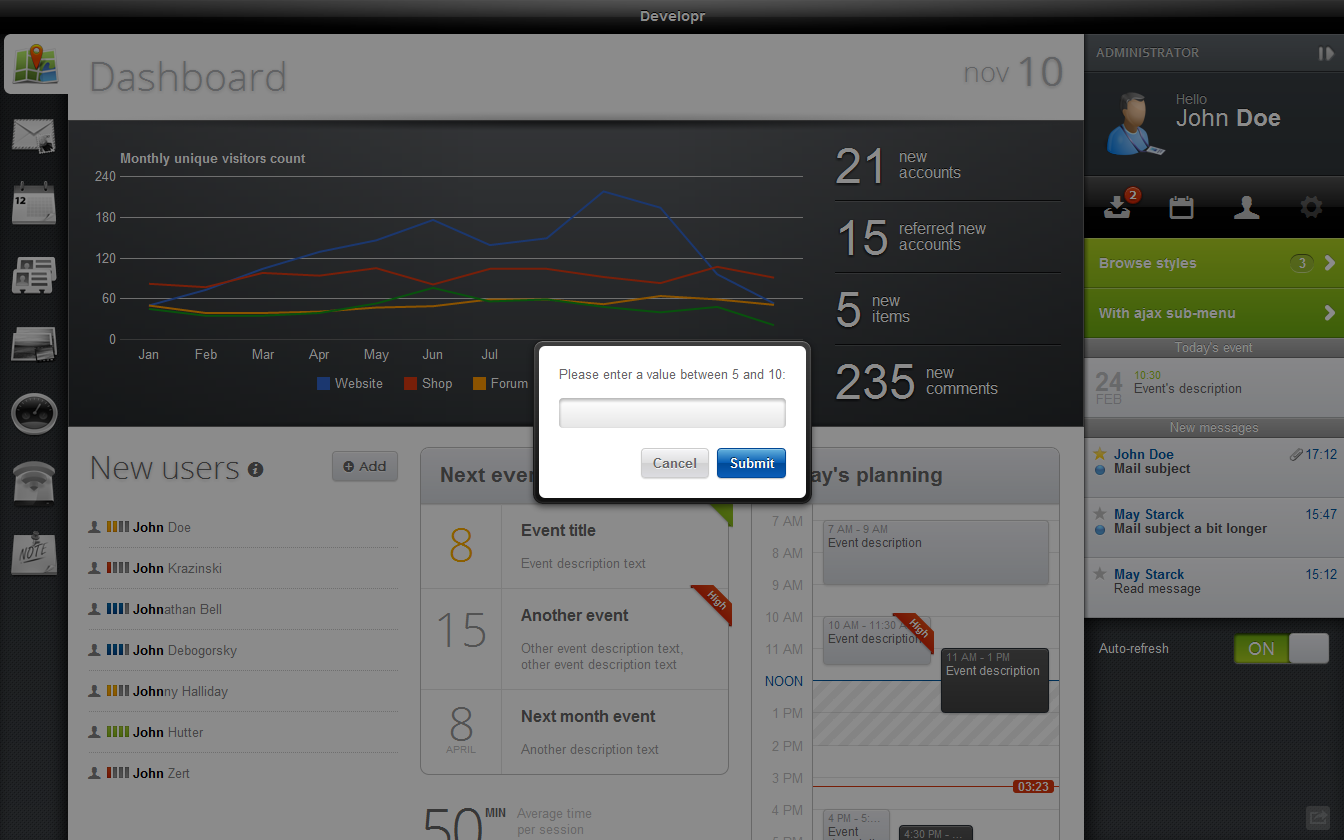 Developr
Dashboard
nov 10
Monthly unique visitors count
240
180
120
60
0
Jan Feb Mar Apr May Jun Jul
Website Shop Forum
21 new
accounts
15 referred new
accounts
5 new
items
235 new
comments
Please enter a value between 5 and 10:
Cancel Submit
New users
Add
John Doe
John Krazinski
Johnathan Bell
John Debogorsky
Johnny Halliday
John Hutter
John Zert
Next even
8 Event title
Event description text
15 Another event
High
Other event description text,
other event description text
8 Next month event
APRIL
Another description text
50 MIN Average time
per session
ay's planning
7 AM
8 AM
9 AM
10 AM
11 AM
NOON
1 PM
2 PM
3 PM
4 PM
7 AM - 9 AM
Event description
10 AM - 11:30 A
Event description
High
11 AM - 1 PM
Event description
03:23
4 PM - 5:...
Event
4:30 PM - ...
ADMINISTRATOR
Hello
John Doe
2
Browse styles 3
With ajax sub-menu
Today's event
24 10:30
FEB Event's description
New messages
John Doe 17:12
Mail subject
May Starck 15:47
Mail subject a bit longer
May Starck 15:12
Read message
Auto-refresh ON
12
NOTE